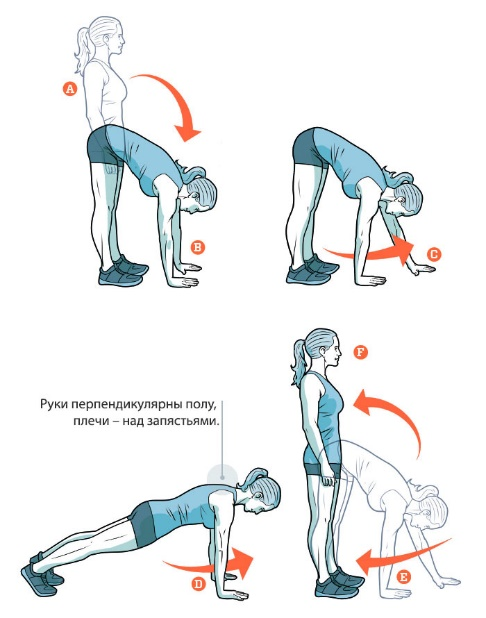 A
B
C
F
Руки перпендикулярны полу,
плечи – над запястьями.
D
E